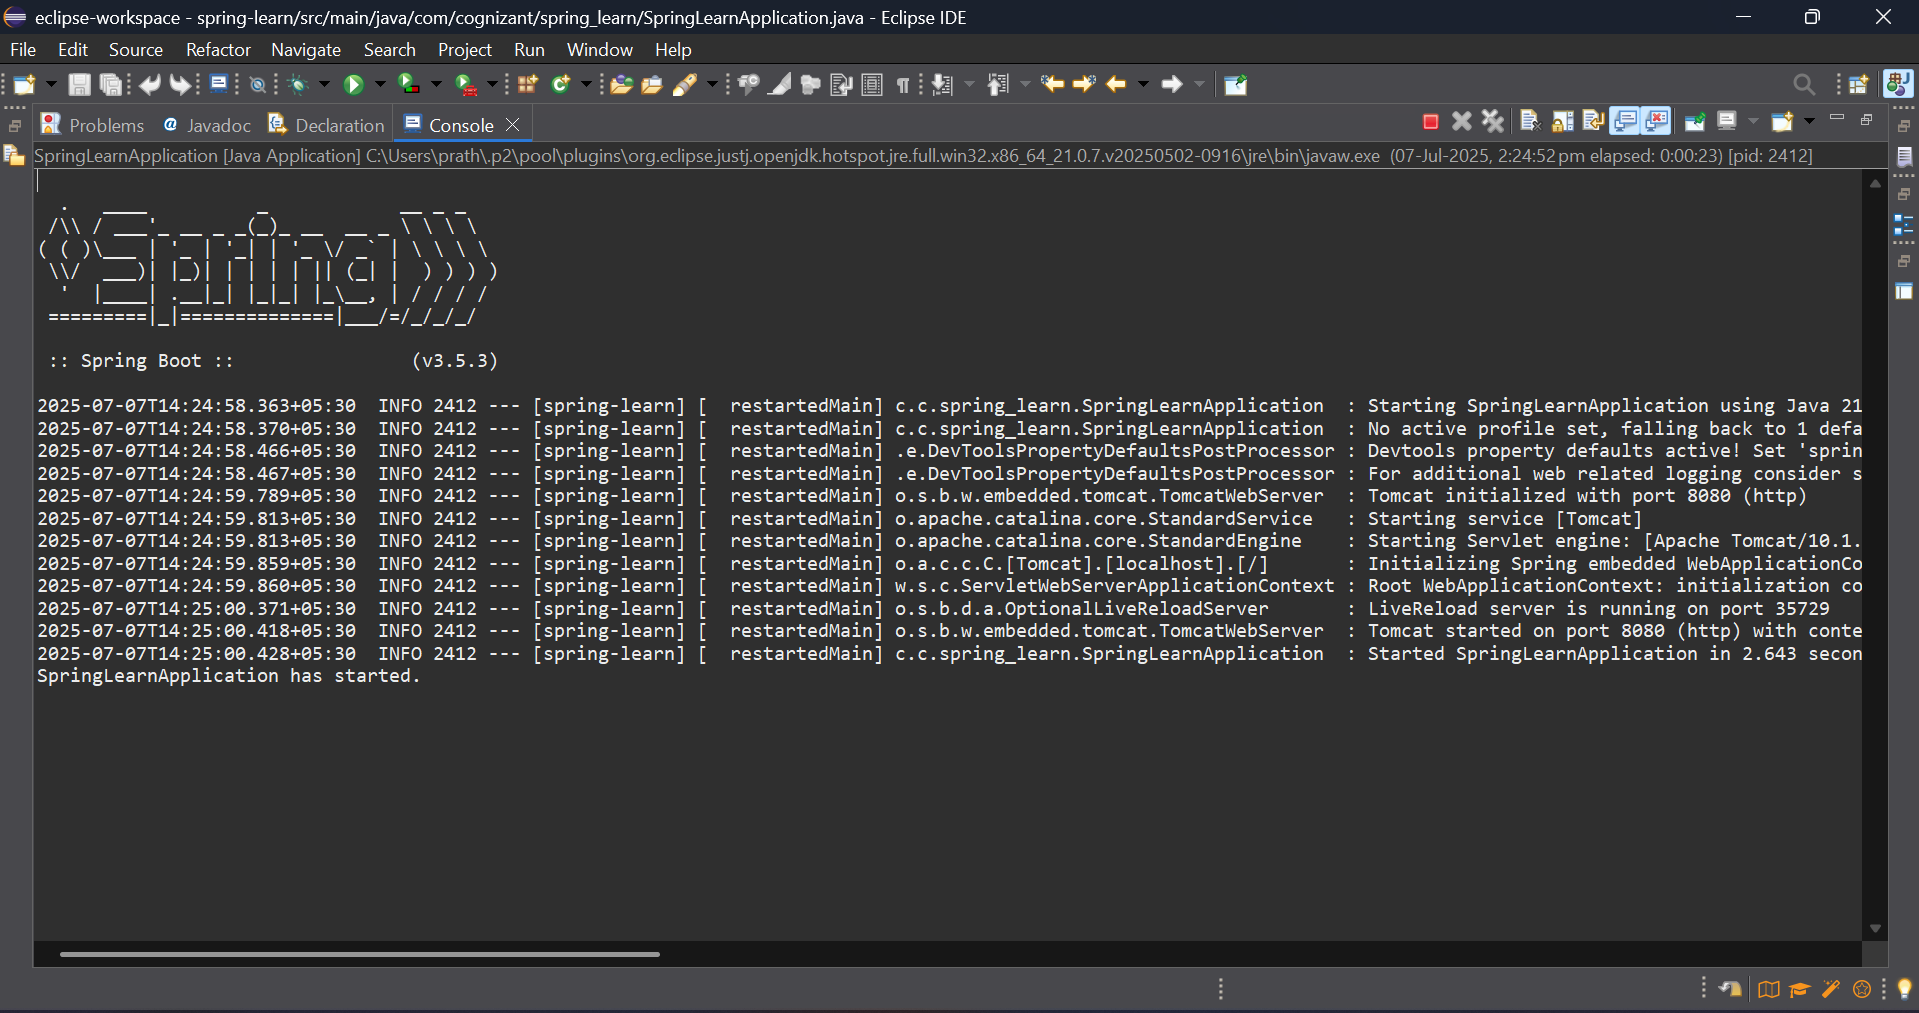 eclipse-workspace - spring-learn/src/main/java/com/cognizant/spring_learn/SpringLearnApplication.java - Eclipse IDE
File Edit Source Refactor Navigate Search Project Run Window Help
Problems @ Javadoc Declaration Console
SpringLearnApplication [Java Application] C:\Users\prath\.p2\pool\plugins\org.eclipse.justj.openjdk.hotspot.jre.full.win32.x86_64_21.0.7.v20250502-0916\jre\bin\javaw.exe (07-Jul-2025, 2:24:52 pm elapsed: 0:00:23) [pid: 2412]
Spring
:: Spring Boot :: (v3.5.3)
2025-07-07T14:24:58.363+05:30 INFO 2412 --- [spring-learn] [ restartedMain] c.c.spring_learn.SpringLearnApplication : Starting SpringLearnApplication using Java 21
2025-07-07T14:24:58.370+05:30 INFO 2412 --- [spring-learn] [ restartedMain] c.c.spring_learn.SpringLearnApplication : No active profile set, falling back to 1 defa
2025-07-07T14:24:58.466+05:30 INFO 2412 --- [spring-learn] [ restartedMain] .e.DevToolsPropertyDefaultsPostProcessor : Devtools property defaults active! Set 'sprin
2025-07-07T14:24:58.467+05:30 INFO 2412 --- [spring-learn] [ restartedMain] .e.DevToolsPropertyDefaultsPostProcessor : For additional web related logging consider s
2025-07-07T14:24:59.789+05:30 INFO 2412 --- [spring-learn] [ restartedMain] o.s.b.w.embedded.tomcat.TomcatWebServer : Tomcat initialized with port 8080 (http)
2025-07-07T14:24:59.813+05:30 INFO 2412 --- [spring-learn] [ restartedMain] o.apache.catalina.core.StandardService : Starting service [Tomcat]
2025-07-07T14:24:59.813+05:30 INFO 2412 --- [spring-learn] [ restartedMain] o.apache.catalina.core.StandardEngine : Starting Servlet engine: [Apache Tomcat/10.1.
2025-07-07T14:24:59.859+05:30 INFO 2412 --- [spring-learn] [ restartedMain] o.a.c.c.C.[Tomcat].[localhost].[/] : Initializing Spring embedded WebApplicationCo
2025-07-07T14:24:59.860+05:30 INFO 2412 --- [spring-learn] [ restartedMain] w.s.c.ServletWebServerApplicationContext : Root WebApplicationContext: initialization co
2025-07-07T14:25:00.371+05:30 INFO 2412 --- [spring-learn] [ restartedMain] o.s.b.d.a.OptionalLiveReloadServer : LiveReload server is running on port 35729
2025-07-07T14:25:00.418+05:30 INFO 2412 --- [spring-learn] [ restartedMain] o.s.b.w.embedded.tomcat.TomcatWebServer : Tomcat started on port 8080 (http) with conte
2025-07-07T14:25:00.428+05:30 INFO 2412 --- [spring-learn] [ restartedMain] c.c.spring_learn.SpringLearnApplication : Started SpringLearnApplication in 2.643 secon
SpringLearnApplication has started.